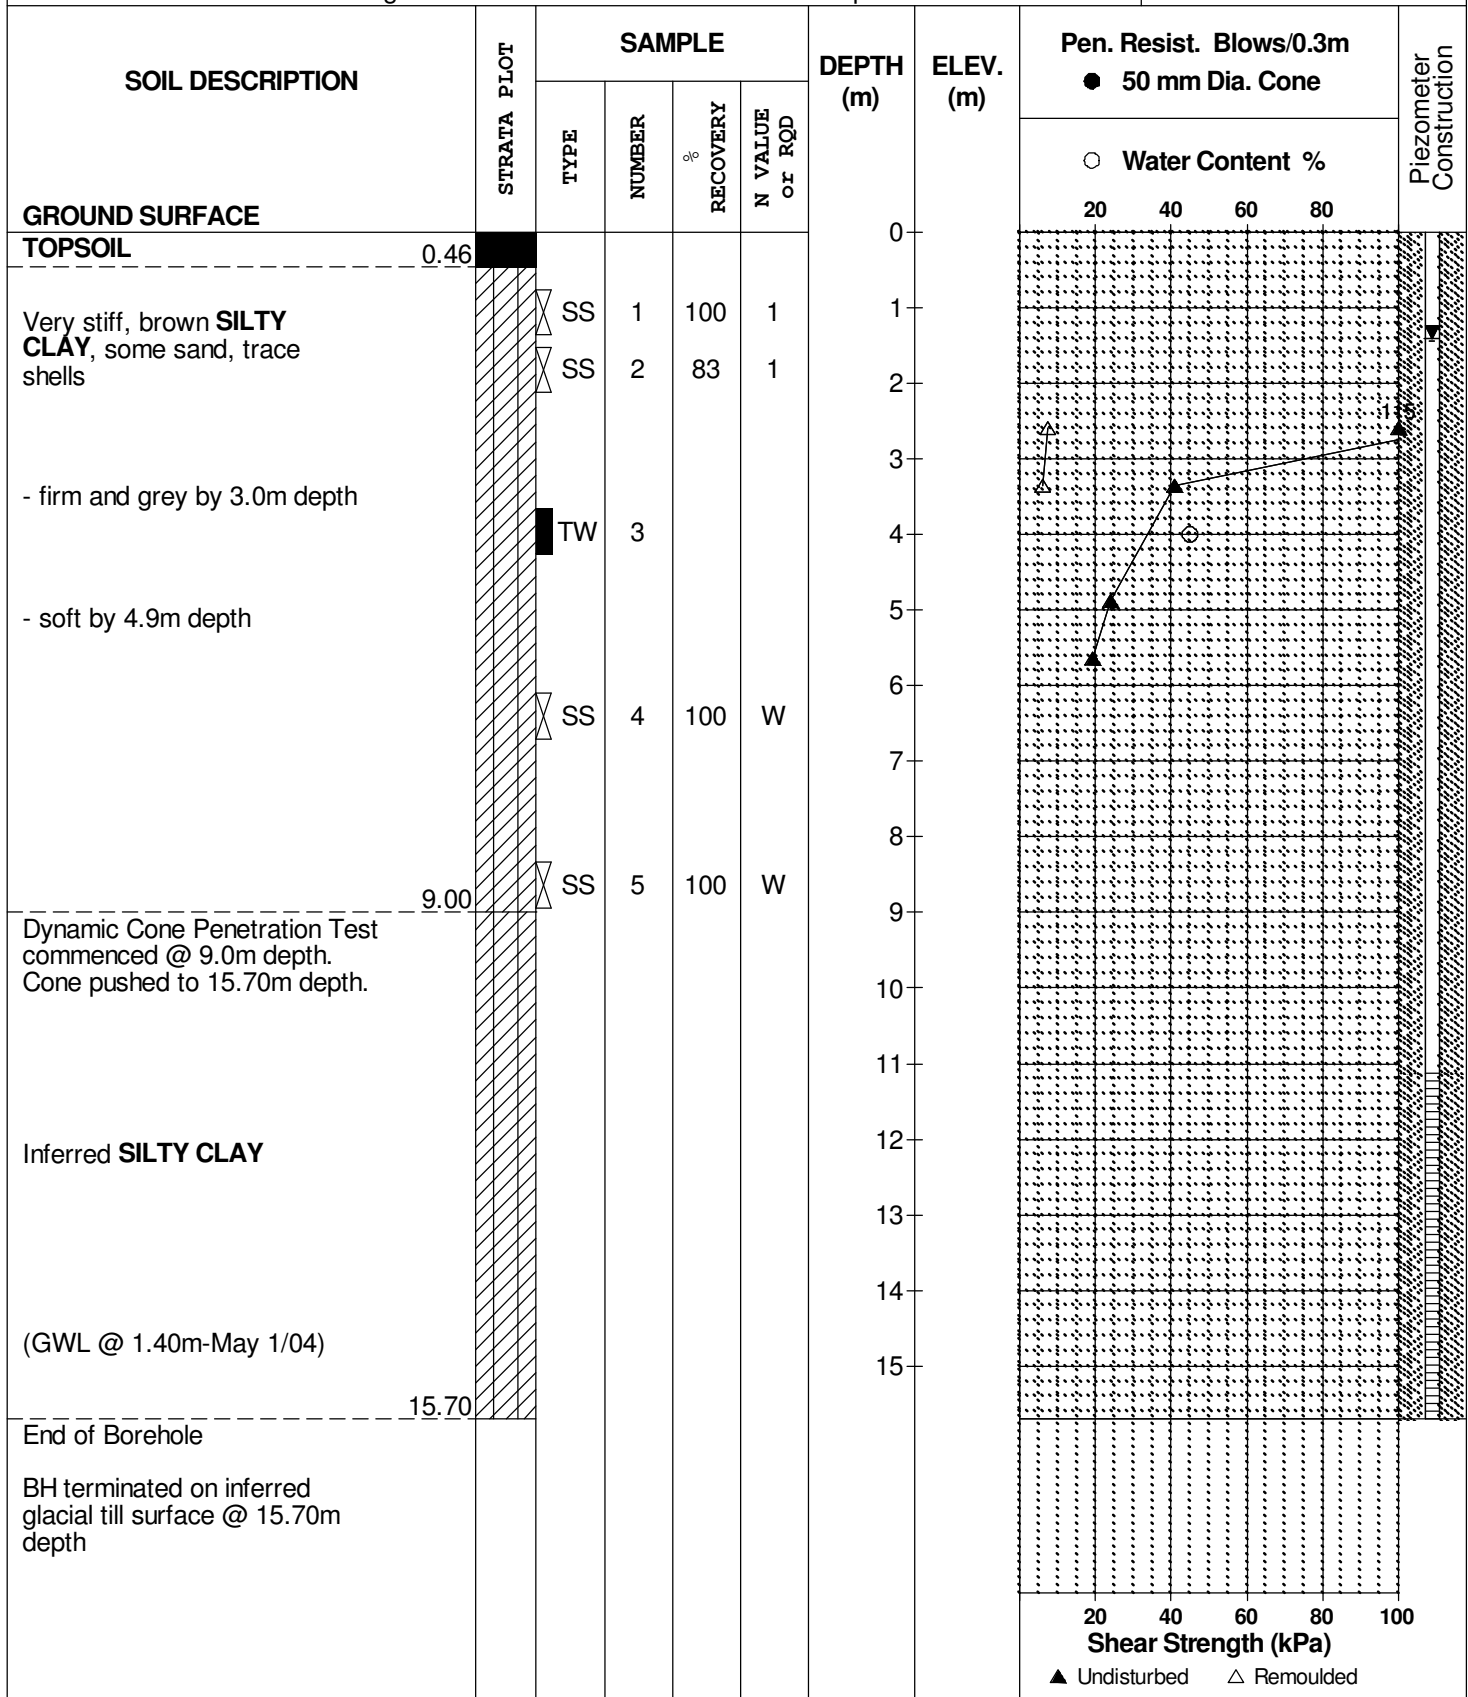 SOIL DESCRIPTION
GROUND SURFACE
STRATA PLOT
SAMPLE
TYPE
NUMBER
% RECOVERY
N VALUE or RQD
DEPTH (m)
ELEV. (m)
Pen. Resist. Blows/0.3m
● 50 mm Dia. Cone
○ Water Content %
20 40 60 80
Piezometer Construction
TOPSOIL 0.46
Very stiff, brown SILTY
CLAY, some sand, trace
shells
- firm and grey by 3.0m depth
- soft by 4.9m depth
9.00
SS 1 100 1
SS 2 83 1
TW 3
SS 4 100 W
SS 5 100 W
0
1
2
3
4
5
6
7
8
9
10
11
12
13
14
15
115
Dynamic Cone Penetration Test
commenced @ 9.0m depth.
Cone pushed to 15.70m depth.
Inferred SILTY CLAY
(GWL @ 1.40m-May 1/04)
15.70
End of Borehole
BH terminated on inferred
glacial till surface @ 15.70m
depth
20 40 60 80 100
Shear Strength (kPa)
▲ Undisturbed △ Remoulded